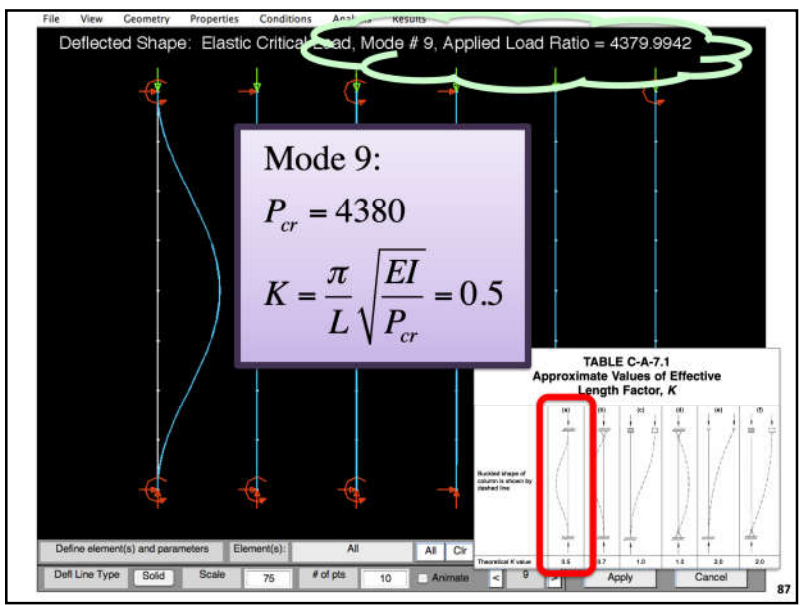 File View Geometry Properties Conditions Analysis Results
Deflected Shape: Elastic Critical Load, Mode # 9, Applied Load Ratio = 4379.9942
Mode 9:
P_cr = 4380
K = π/L √(EI/P_cr) = 0.5
TABLE C-A-7.1
Approximate Values of Effective
Length Factor, K
(a) (b) (c) (d) (e) (f)
Buckled shape of
column is shown by
dashed line
Theoretical K value 0.5 0.7 1.0 1.0 2.0 2.0
Define element(s) and parameters Element(s): All All Clr
Defl Line Type Solid Scale 75 # of pts 10 Animate < 9 > Apply Cancel
87